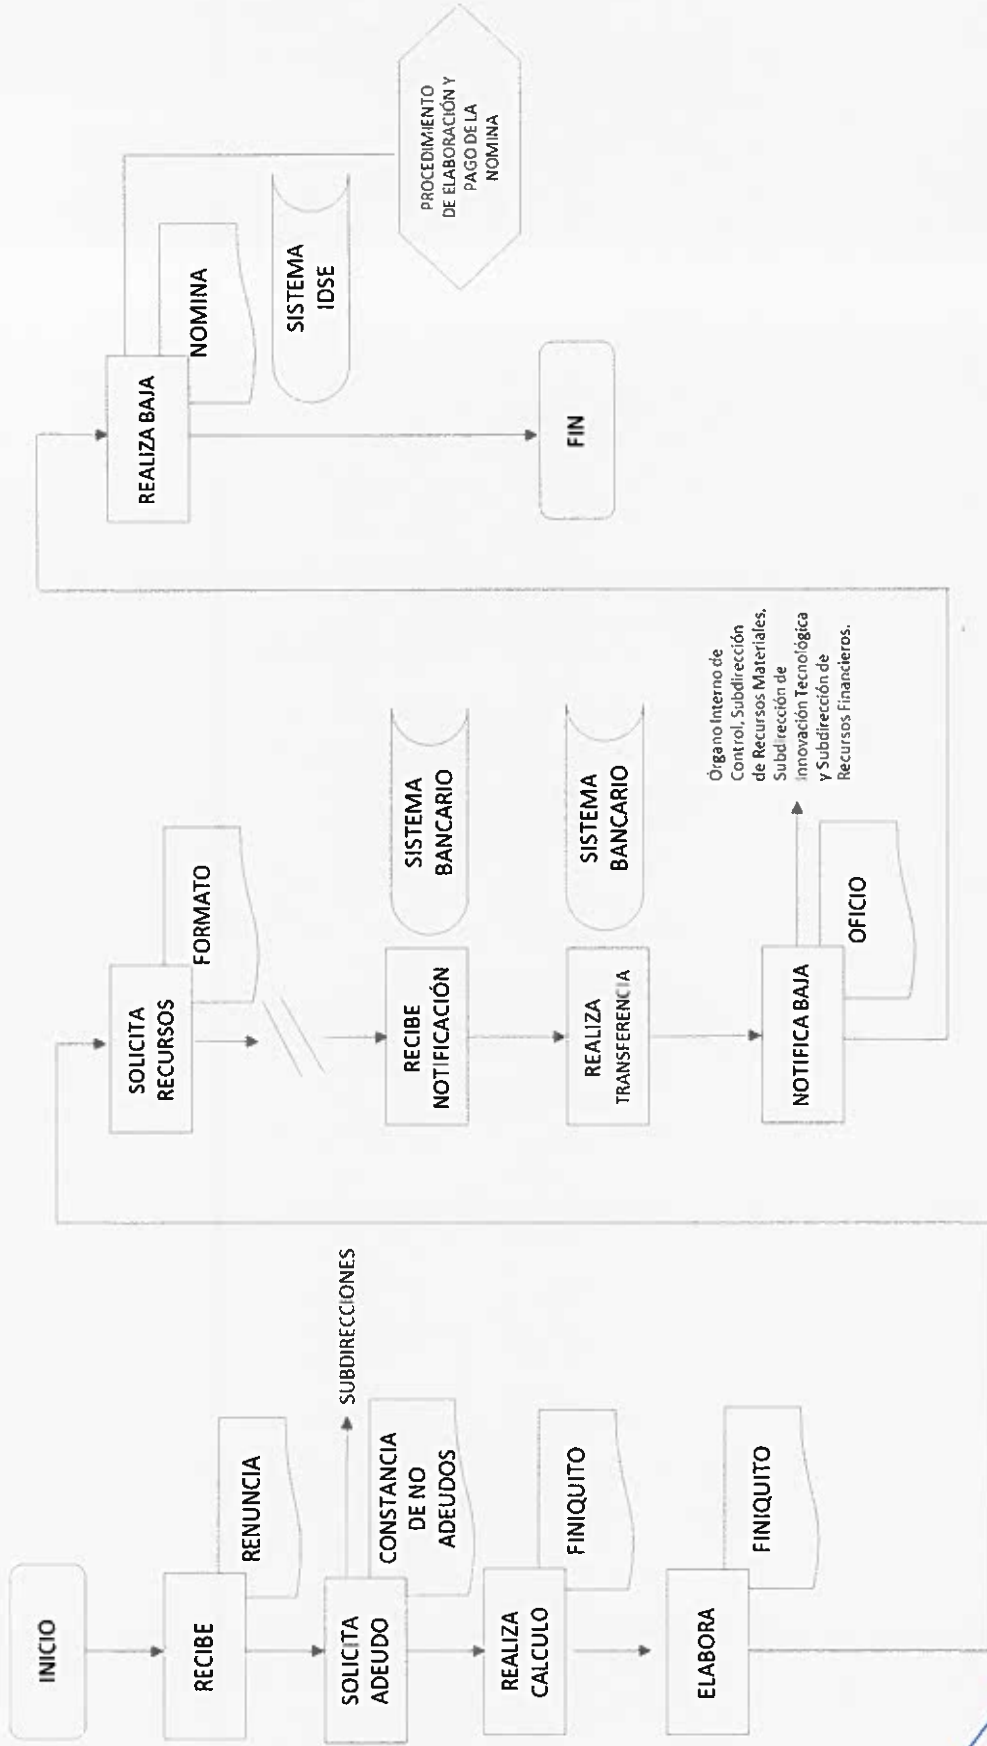 INICIO
RECIBE
RENUNCIA
SOLICITA
ADEUDO
SUBDIRECCIONES
CONSTANCIA
DE NO
ADEUDOS
REALIZA
CALCULO
FINIQUITO
ELABORA
FINIQUITO
SOLICITA
RECURSOS
FORMATO
RECIBE
NOTIFICACIÓN
SISTEMA
BANCARIO
REALIZA
TRANSFERENCIA
SISTEMA
BANCARIO
NOTIFICA BAJA
OFICIO
Órgano Interno de
Control, Subdirección
de Recursos Materiales,
Subdirección de
Innovación Tecnológica
y Subdirección de
Recursos Financieros.
REALIZA BAJA
NOMINA
SISTEMA
IDSE
PROCEDIMIENTO
DE ELABORACIÓN Y
PAGO DE LA
NOMINA
FIN